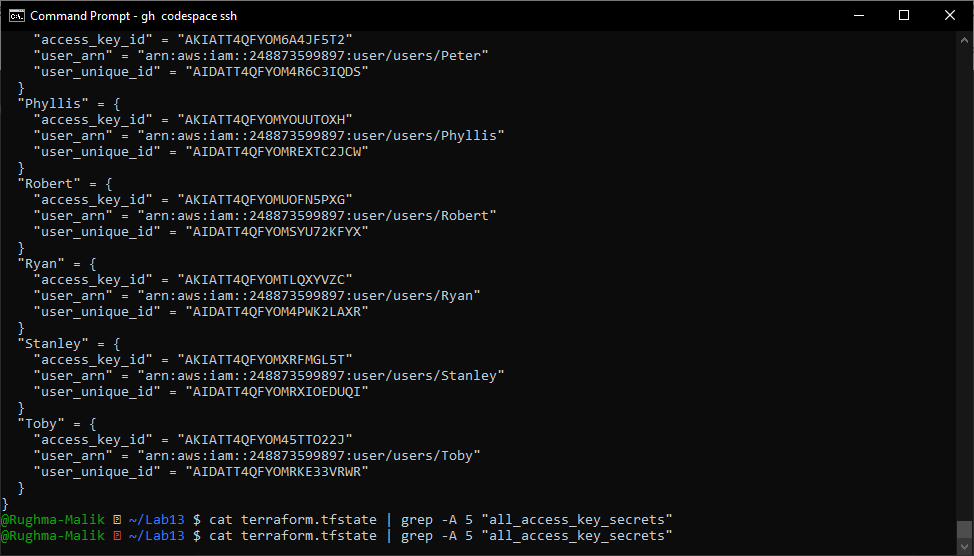 Command Prompt - gh  codespace ssh
    "access_key_id" = "AKIATT4QFYOM6A4JF5T2"
    "user_arn" = "arn:aws:iam::248873599897:user/users/Peter"
    "user_unique_id" = "AIDATT4QFYOM4R6C3IQDS"
  }
  "Phyllis" = {
    "access_key_id" = "AKIATT4QFYOMYOUUTOXH"
    "user_arn" = "arn:aws:iam::248873599897:user/users/Phyllis"
    "user_unique_id" = "AIDATT4QFYOMREXTC2JCW"
  }
  "Robert" = {
    "access_key_id" = "AKIATT4QFYOMUOFN5PXG"
    "user_arn" = "arn:aws:iam::248873599897:user/users/Robert"
    "user_unique_id" = "AIDATT4QFYOMSYU72KFYX"
  }
  "Ryan" = {
    "access_key_id" = "AKIATT4QFYOMTLQXYVZC"
    "user_arn" = "arn:aws:iam::248873599897:user/users/Ryan"
    "user_unique_id" = "AIDATT4QFYOM4PWK2LAXR"
  }
  "Stanley" = {
    "access_key_id" = "AKIATT4QFYOMXRFMGL5T"
    "user_arn" = "arn:aws:iam::248873599897:user/users/Stanley"
    "user_unique_id" = "AIDATT4QFYOMRXIOEDUQI"
  }
  "Toby" = {
    "access_key_id" = "AKIATT4QFYOM45TTO22J"
    "user_arn" = "arn:aws:iam::248873599897:user/users/Toby"
    "user_unique_id" = "AIDATT4QFYOMRKE33VRWR"
  }
}
@Rughma-Malik ~/Lab13 $ cat terraform.tfstate | grep -A 5 "all_access_key_secrets"
@Rughma-Malik ~/Lab13 $ cat terraform.tfstate | grep -A 5 "all_access_key_secrets"